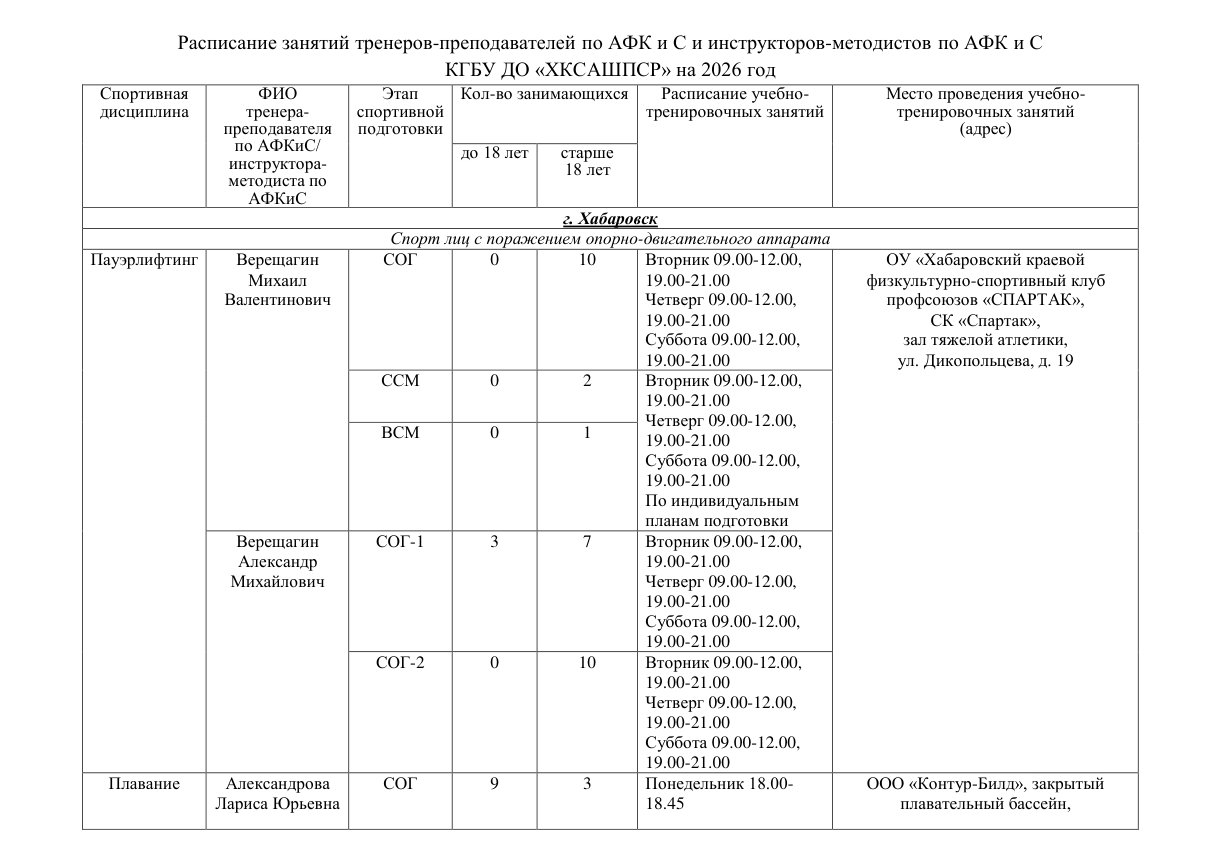 Расписание занятий тренеров-преподавателей по АФК и С и инструкторов-методистов по АФК и С
КГБУ ДО «ХКСАШПСР» на 2026 год
Спортивная
дисциплина
ФИО
тренера-
преподавателя
по АФКиС/
инструктора-
методиста по
АФКиС
Этап
спортивной
подготовки
Кол-во занимающихся
до 18 лет
старше
18 лет
Расписание учебно-
тренировочных занятий
Место проведения учебно-
тренировочных занятий
(адрес)
г. Хабаровск
Спорт лиц с поражением опорно-двигательного аппарата
Пауэрлифтинг
Верещагин
Михаил
Валентинович
СОГ
0
10
Вторник 09.00-12.00,
19.00-21.00
Четверг 09.00-12.00,
19.00-21.00
Суббота 09.00-12.00,
19.00-21.00
ОУ «Хабаровский краевой
физкультурно-спортивный клуб
профсоюзов «СПАРТАК»,
СК «Спартак»,
зал тяжелой атлетики,
ул. Дикопольцева, д. 19
ССМ
0
2
Вторник 09.00-12.00,
19.00-21.00
Четверг 09.00-12.00,
19.00-21.00
Суббота 09.00-12.00,
19.00-21.00
По индивидуальным
планам подготовки
ВСМ
0
1
Верещагин
Александр
Михайлович
СОГ-1
3
7
Вторник 09.00-12.00,
19.00-21.00
Четверг 09.00-12.00,
19.00-21.00
Суббота 09.00-12.00,
19.00-21.00
СОГ-2
0
10
Вторник 09.00-12.00,
19.00-21.00
Четверг 09.00-12.00,
19.00-21.00
Суббота 09.00-12.00,
19.00-21.00
Плавание
Александрова
Лариса Юрьевна
СОГ
9
3
Понедельник 18.00-
18.45
ООО «Контур-Билд», закрытый
плавательный бассейн,